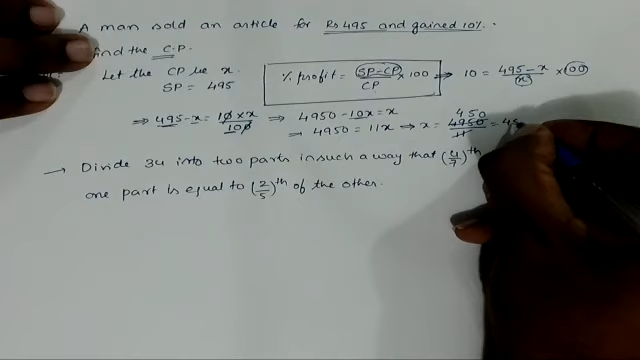 A man sold an article for Rs 495 and gained 10%.
find the C.P.
Let the CP be x.
SP = 495
% profit = (SP-CP)/CP × 100 ⇒ 10 = (495-x)/x × 100
⇒ 495-x = (10 × x)/100 ⇒ 4950 - 10x = x
⇒ 4950 = 11x ⇒ x = 4950/11 = 45
450
→ Divide 34 into two parts in such a way that (4/7)th
one part is equal to (2/5)th of the other.